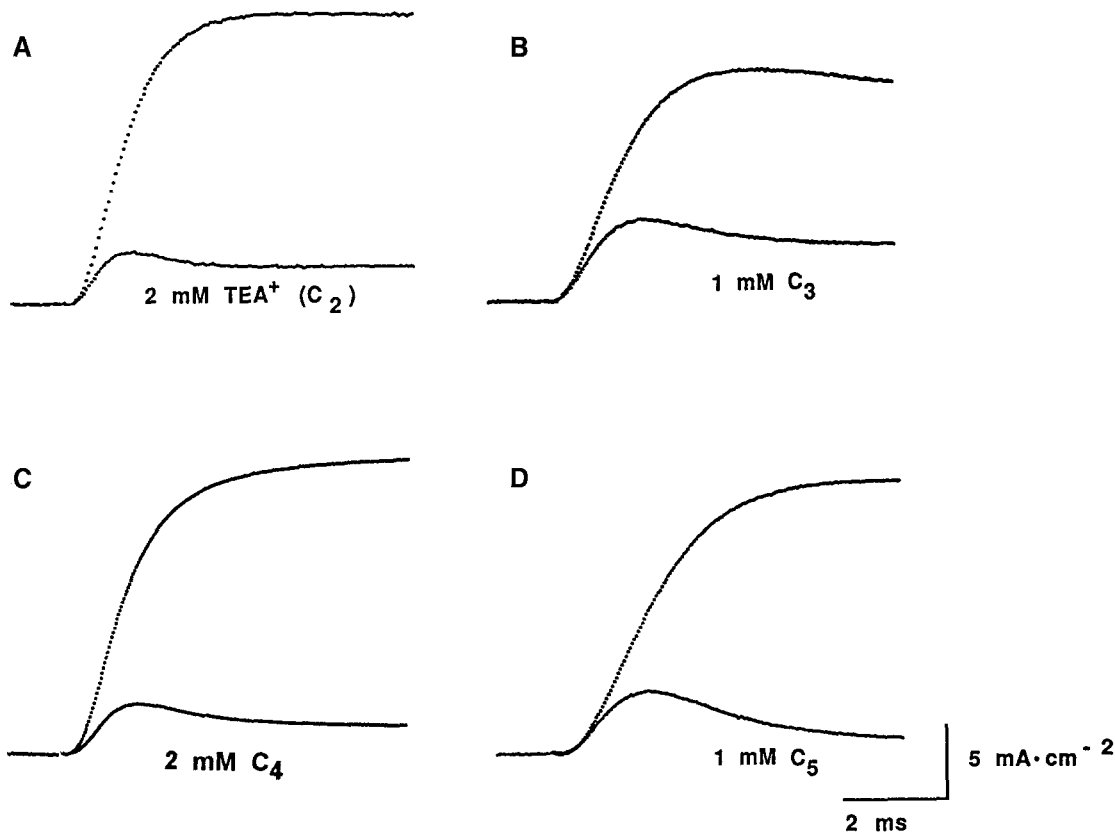 A
B
2 mM TEA⁺ (C₂)
1 mM C₃
C
D
2 mM C₄
1 mM C₅
5 mA·cm⁻²
2 ms